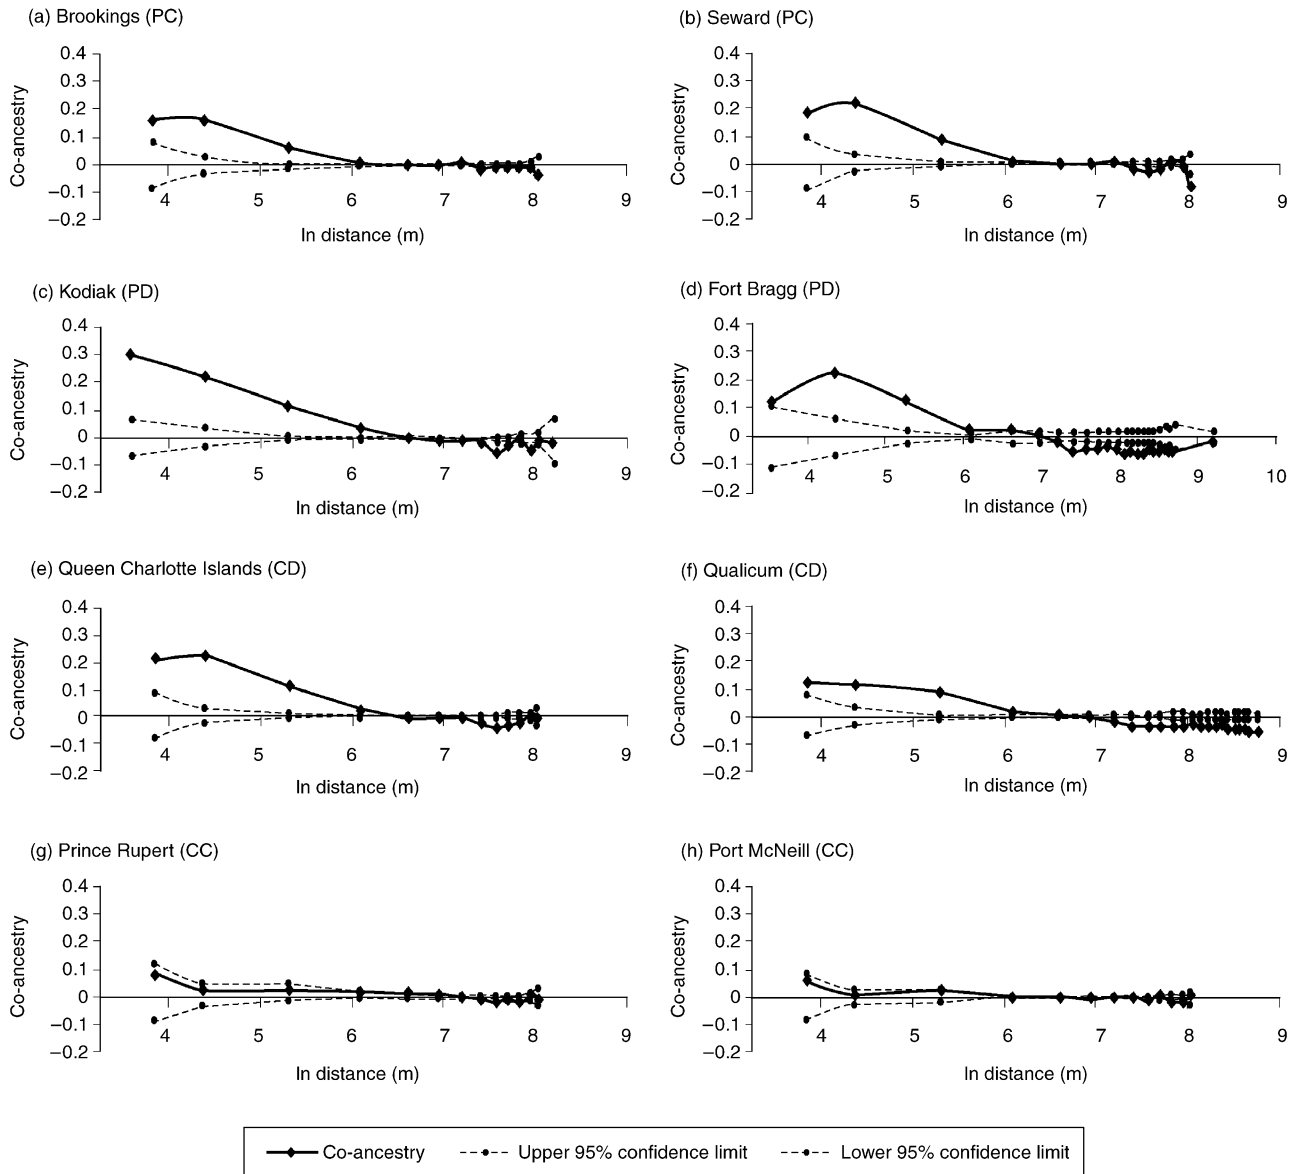 (a) Brookings (PC)
0.4
0.3
0.2
0.1
0
−0.1
−0.2
Co-ancestry
4 5 6 7 8 9
ln distance (m)
(b) Seward (PC)
0.4
0.3
0.2
0.1
0
−0.1
−0.2
Co-ancestry
4 5 6 7 8 9
ln distance (m)
(c) Kodiak (PD)
0.4
0.3
0.2
0.1
0
−0.1
−0.2
Co-ancestry
4 5 6 7 8 9
ln distance (m)
(d) Fort Bragg (PD)
0.4
0.3
0.2
0.1
0
−0.1
−0.2
Co-ancestry
4 5 6 7 8 9 10
ln distance (m)
(e) Queen Charlotte Islands (CD)
0.4
0.3
0.2
0.1
0
−0.1
−0.2
Co-ancestry
4 5 6 7 8 9
ln distance (m)
(f) Qualicum (CD)
0.4
0.3
0.2
0.1
0
−0.1
−0.2
Co-ancestry
4 5 6 7 8 9
ln distance (m)
(g) Prince Rupert (CC)
0.4
0.3
0.2
0.1
0
−0.1
−0.2
Co-ancestry
4 5 6 7 8 9
ln distance (m)
(h) Port McNeill (CC)
0.4
0.3
0.2
0.1
0
−0.1
−0.2
Co-ancestry
4 5 6 7 8 9
ln distance (m)
Co-ancestry Upper 95% confidence limit Lower 95% confidence limit